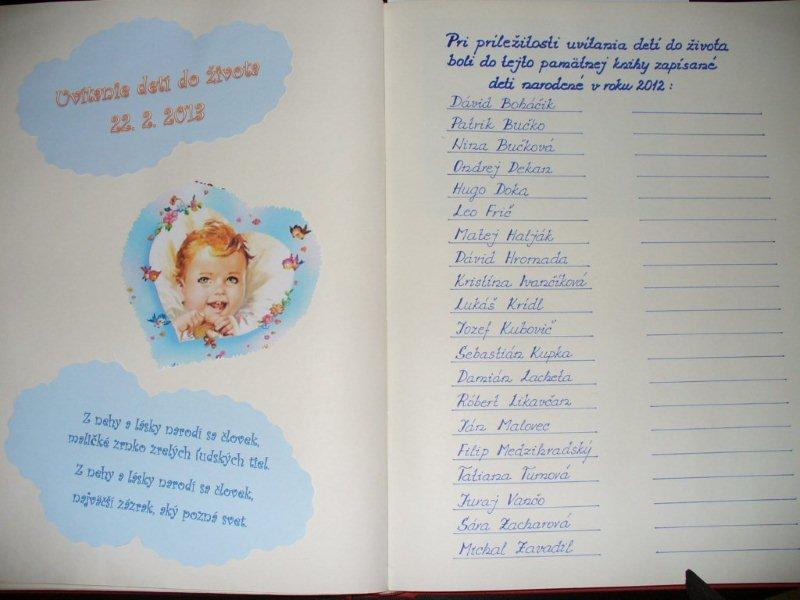 Uvítanie detí do života
22. 2. 2013
Z nehy a lásky narodí sa človek,
maličké zrnko zrelých ľudských tiel.
Z nehy a lásky narodí sa človek,
najväčší zázrak, aký pozná svet.
Pri príležitosti uvítania detí do života
boli do tejto pamätnej knihy zapísané
deti narodené v roku 2012:
Dávid Boháčik
Patrik Bučko
Nina Bučková
Ondrej Dekan
Hugo Doka
Leo Frič
Matej Halják
Dávid Hromada
Kristína Ivančíková
Lukáš Krídl
Jozef Kubovič
Sebastián Kupka
Damián Lacheta
Róbert Likavčan
Ján Malovec
Filip Medzihradský
Tatiana Tumová
Juraj Vančo
Sára Zacharová
Michal Zavadil